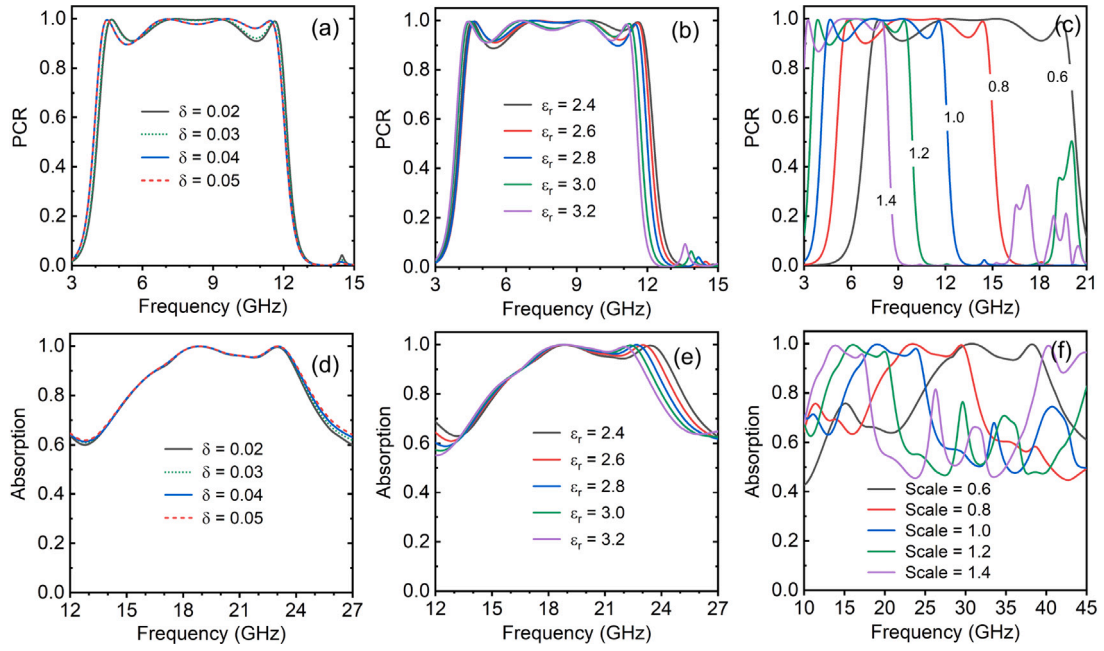 (a)
PCR
1.0
0.8
0.6
0.4
0.2
0.0
δ = 0.02
δ = 0.03
δ = 0.04
δ = 0.05
3 6 9 12 15
Frequency (GHz)
(b)
PCR
1.0
0.8
0.6
0.4
0.2
0.0
εr = 2.4
εr = 2.6
εr = 2.8
εr = 3.0
εr = 3.2
3 6 9 12 15
Frequency (GHz)
(c)
PCR
1.0
0.8
0.6
0.4
0.2
0.0
0.6
0.8
1.0
1.2
1.4
3 6 9 12 15 18 21
Frequency (GHz)
(d)
Absorption
1.0
0.8
0.6
0.4
0.2
0.0
δ = 0.02
δ = 0.03
δ = 0.04
δ = 0.05
12 15 18 21 24 27
Frequency (GHz)
(e)
Absorption
1.0
0.8
0.6
0.4
0.2
0.0
εr = 2.4
εr = 2.6
εr = 2.8
εr = 3.0
εr = 3.2
12 15 18 21 24 27
Frequency (GHz)
(f)
Absorption
1.0
0.8
0.6
0.4
0.2
0.0
Scale = 0.6
Scale = 0.8
Scale = 1.0
Scale = 1.2
Scale = 1.4
10 15 20 25 30 35 40 45
Frequency (GHz)